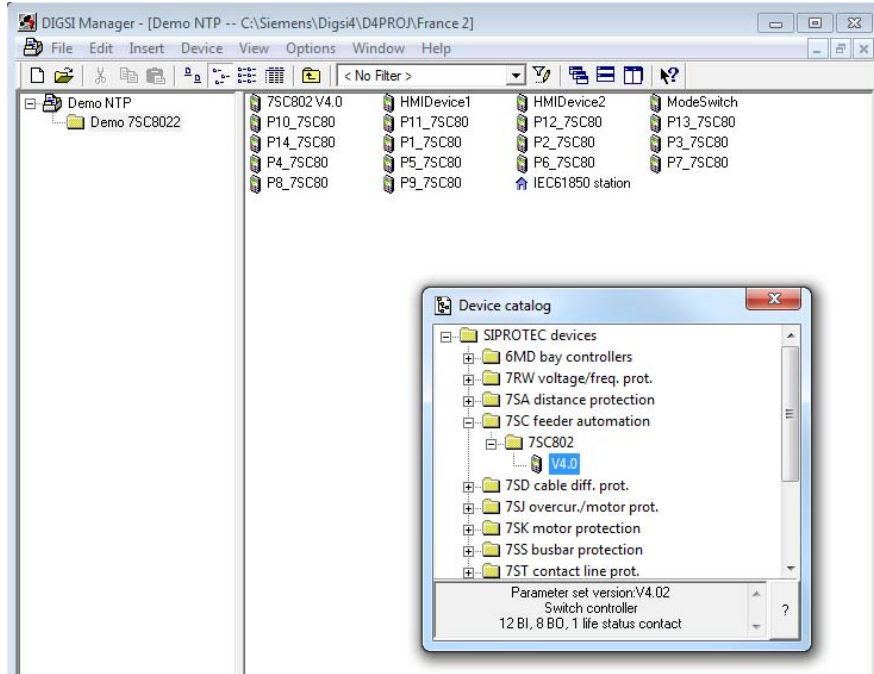 DIGSI Manager - [Demo NTP -- C:\Siemens\Digsi4\D4PROJ\France 2]
File Edit Insert Device View Options Window Help
< No Filter >
Demo NTP
Demo 7SC8022
7SC802 V4.0 HMIDevice1 HMIDevice2 ModeSwitch
P10_7SC80 P11_7SC80 P12_7SC80 P13_7SC80
P14_7SC80 P1_7SC80 P2_7SC80 P3_7SC80
P4_7SC80 P5_7SC80 P6_7SC80 P7_7SC80
P8_7SC80 P9_7SC80 IEC61850 station
Device catalog
SIPROTEC devices
6MD bay controllers
7RW voltage/freq. prot.
7SA distance protection
7SC feeder automation
7SC802
V4.0
7SD cable diff. prot.
7SJ overcur./motor prot.
7SK motor protection
7SS busbar protection
7ST contact line prot.
Parameter set version:V4.02
Switch controller
12 BI, 8 BO, 1 life status contact
?